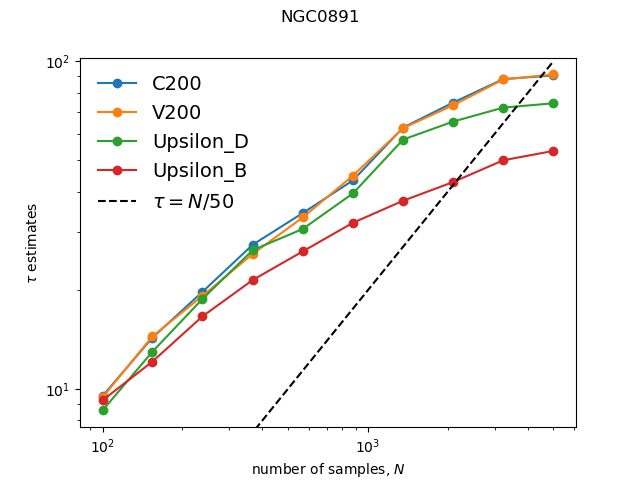 NGC0891
10²
C200
V200
Upsilon_D
Upsilon_B
τ = N/50
τ estimates
10¹
10² 10³
number of samples, N